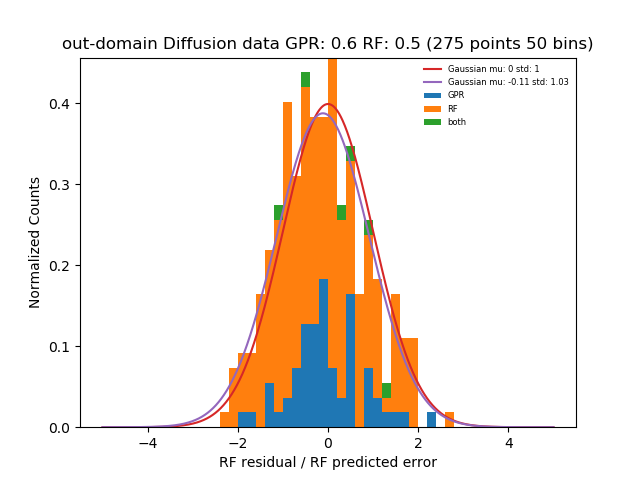 out-domain Diffusion data GPR: 0.6 RF: 0.5 (275 points 50 bins)
Gaussian mu: 0 std: 1
Gaussian mu: -0.11 std: 1.03
GPR
RF
both
Normalized Counts
0.4
0.3
0.2
0.1
0.0
−4 −2 0 2 4
RF residual / RF predicted error